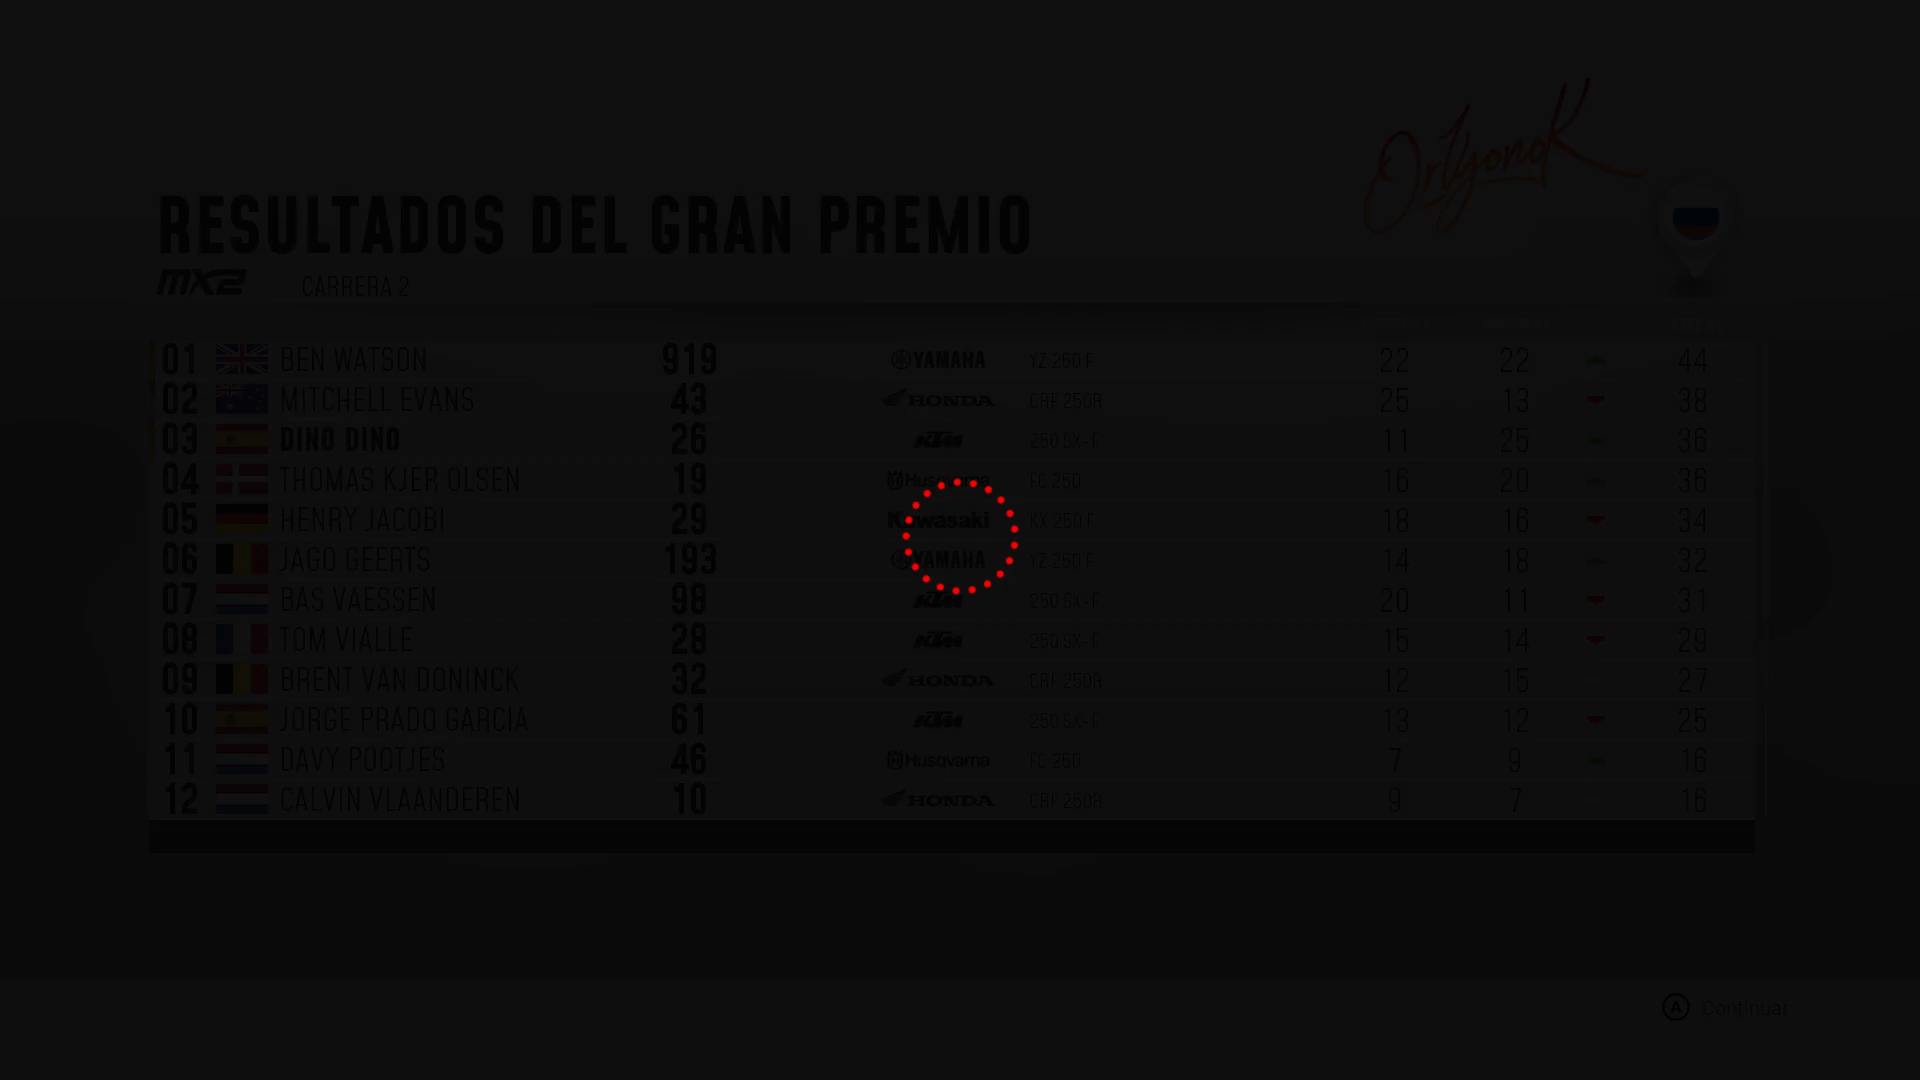 Orlyonok
RESULTADOS DEL GRAN PREMIO
MX2 CARRERA 2
TOTAL
01 BEN WATSON 919 YAMAHA YZ 250 F 22 22 44
02 MITCHELL EVANS 43 HONDA CRF 250R 25 13 38
03 DINO DINO 26 KTM 250 SX-F 11 25 36
04 THOMAS KJER OLSEN 19 Husqvarna FC 250 16 20 36
05 HENRY JACOBI 29 Kawasaki KX 250 F 18 16 34
06 JAGO GEERTS 193 YAMAHA YZ 250 F 14 18 32
07 BAS VAESSEN 98 KTM 250 SX-F 20 11 31
08 TOM VIALLE 28 KTM 250 SX-F 15 14 29
09 BRENT VAN DONINCK 32 HONDA CRF 250R 12 15 27
10 JORGE PRADO GARCIA 61 KTM 250 SX-F 13 12 25
11 DAVY POOTJES 46 Husqvarna FC 250 7 9 16
12 CALVIN VLAANDEREN 10 HONDA CRF 250R 9 7 16
A Continuar